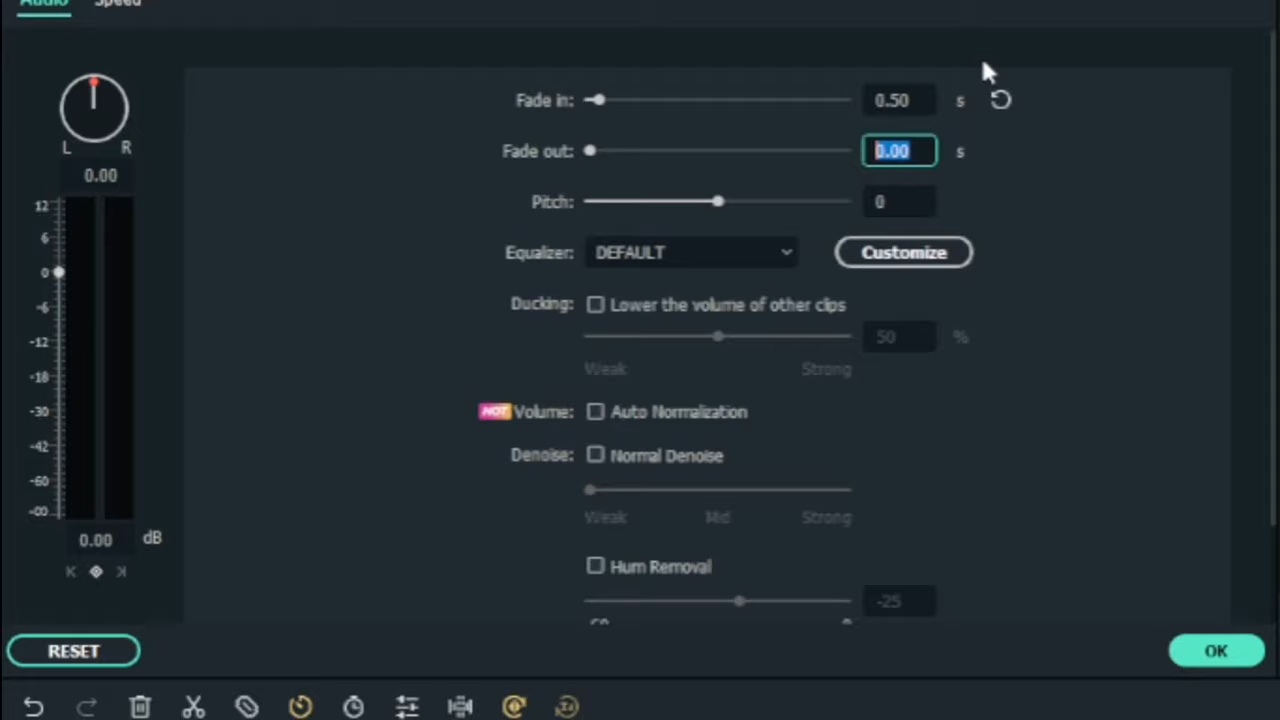 Audio Speed
Fade in: 0.50 s
L R
Fade out: 0.00 s
0.00
Pitch: 0
12
6
0
-6
-12
-18
-30
-42
-60
-00
Equalizer: DEFAULT Customize
Ducking: Lower the volume of other clips
50 %
Weak Strong
HOT Volume: Auto Normalization
Denoise: Normal Denoise
Weak Mid Strong
0.00 dB
Hum Removal
-25
RESET OK